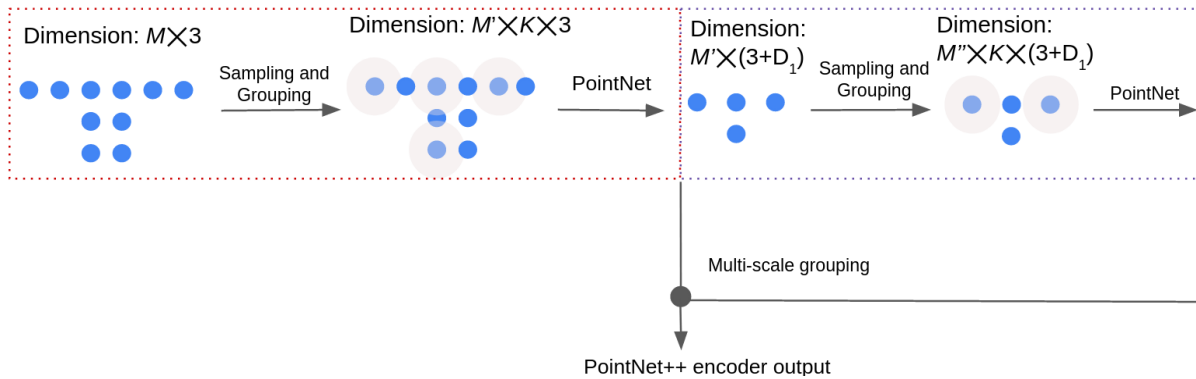 Dimension: M×3
Sampling and
Grouping
Dimension: M’×K×3
PointNet
Dimension:
M’×(3+D₁)
Sampling and
Grouping
Dimension:
M”×K×(3+D₁)
PointNet
Multi-scale grouping
PointNet++ encoder output